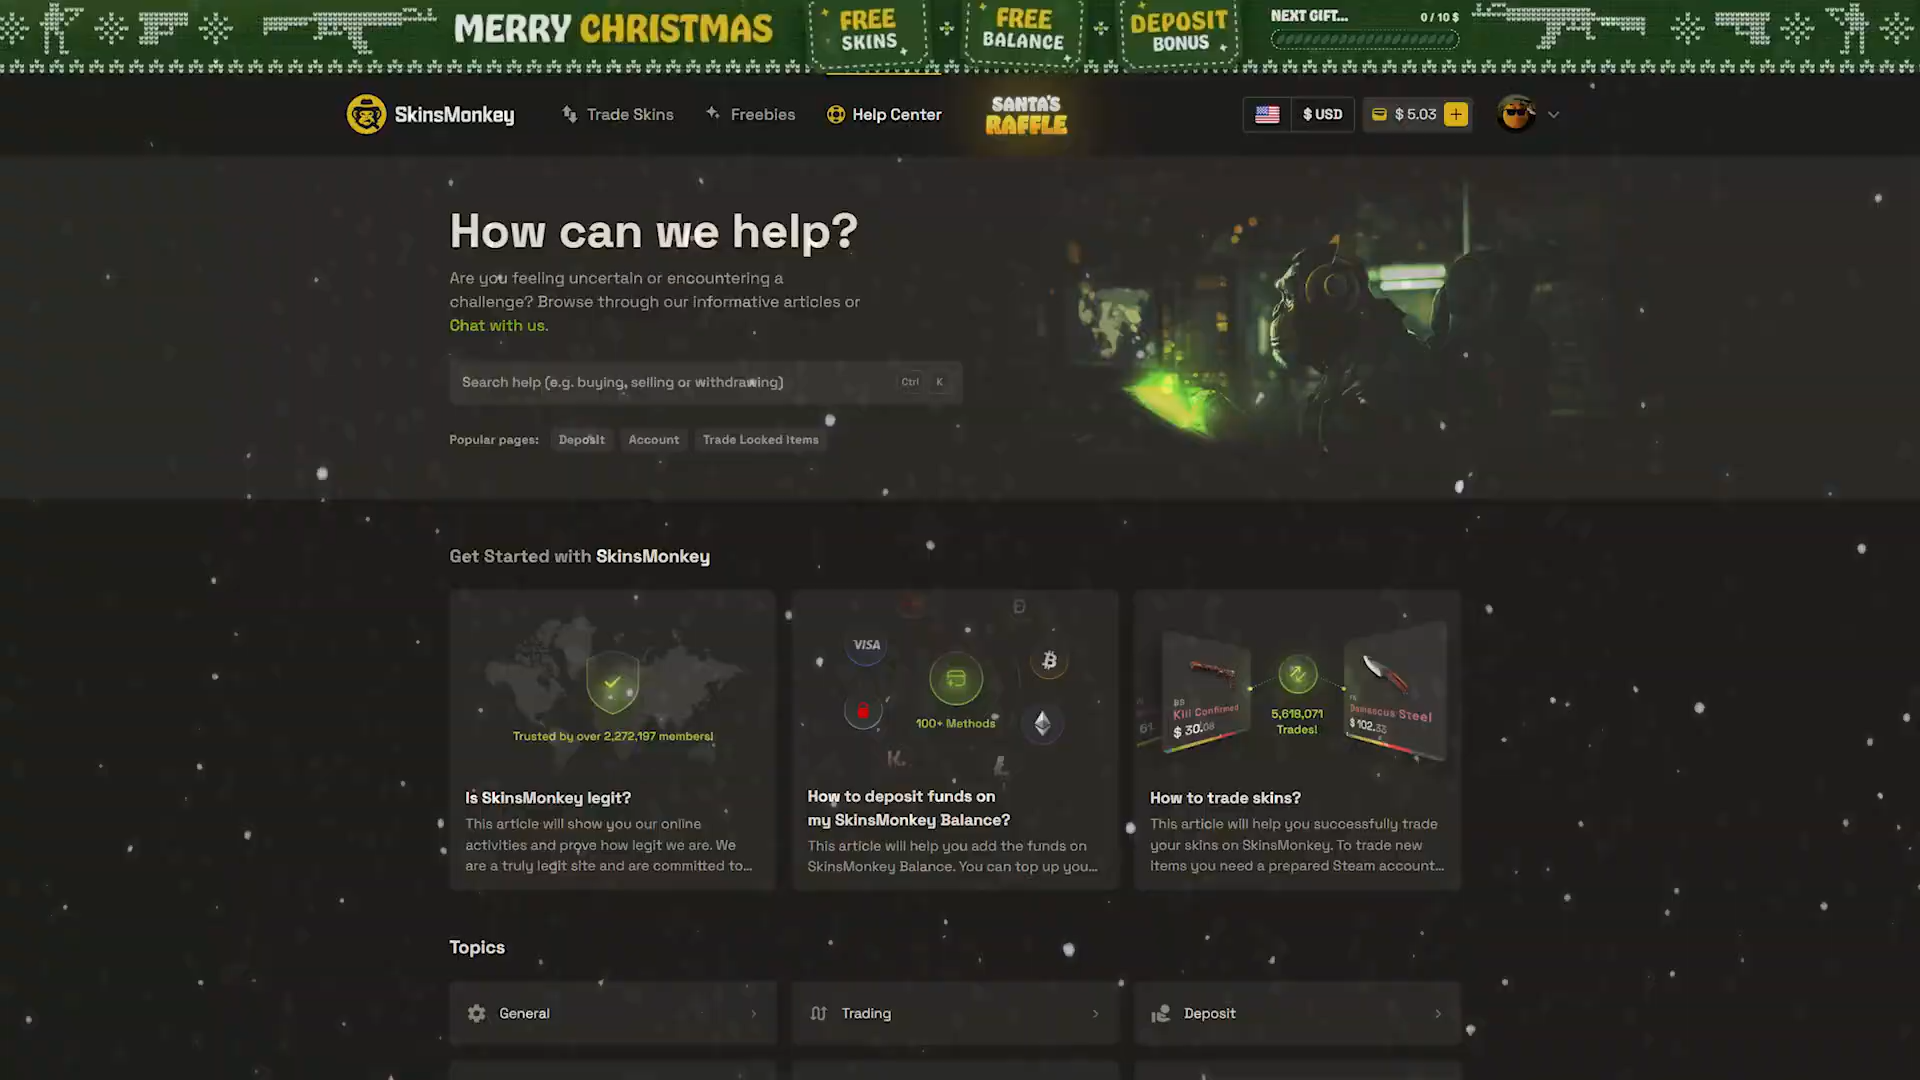 MERRY CHRISTMAS
FREE
SKINS
FREE
BALANCE
DEPOSIT
BONUS
NEXT GIFT...
0 / 10 $
SkinsMonkey
Trade Skins
Freebies
Help Center
SANTA'S
RAFFLE
$ USD
$ 5.03
How can we help?
Are you feeling uncertain or encountering a
challenge? Browse through our informative articles or
Chat with us.
Search help (e.g. buying, selling or withdrawing)
Ctrl
K
Popular pages:
Deposit
Account
Trade Locked Items
Get Started with SkinsMonkey
Trusted by over 2,272,197 members!
Is SkinsMonkey legit?
This article will show you our online
activities and prove how legit we are. We
are a truly legit site and are committed to...
VISA
100+ Methods
K.
How to deposit funds on
my SkinsMonkey Balance?
This article will help you add the funds on
SkinsMonkey Balance. You can top up you...
61.
BS
Kill Confirmed
$ 30.08
5,618,071
Trades!
Damascus Steel
$ 102.33
How to trade skins?
This article will help you successfully trade
your skins on SkinsMonkey. To trade new
items you need a prepared Steam account...
Topics
General
Trading
Deposit